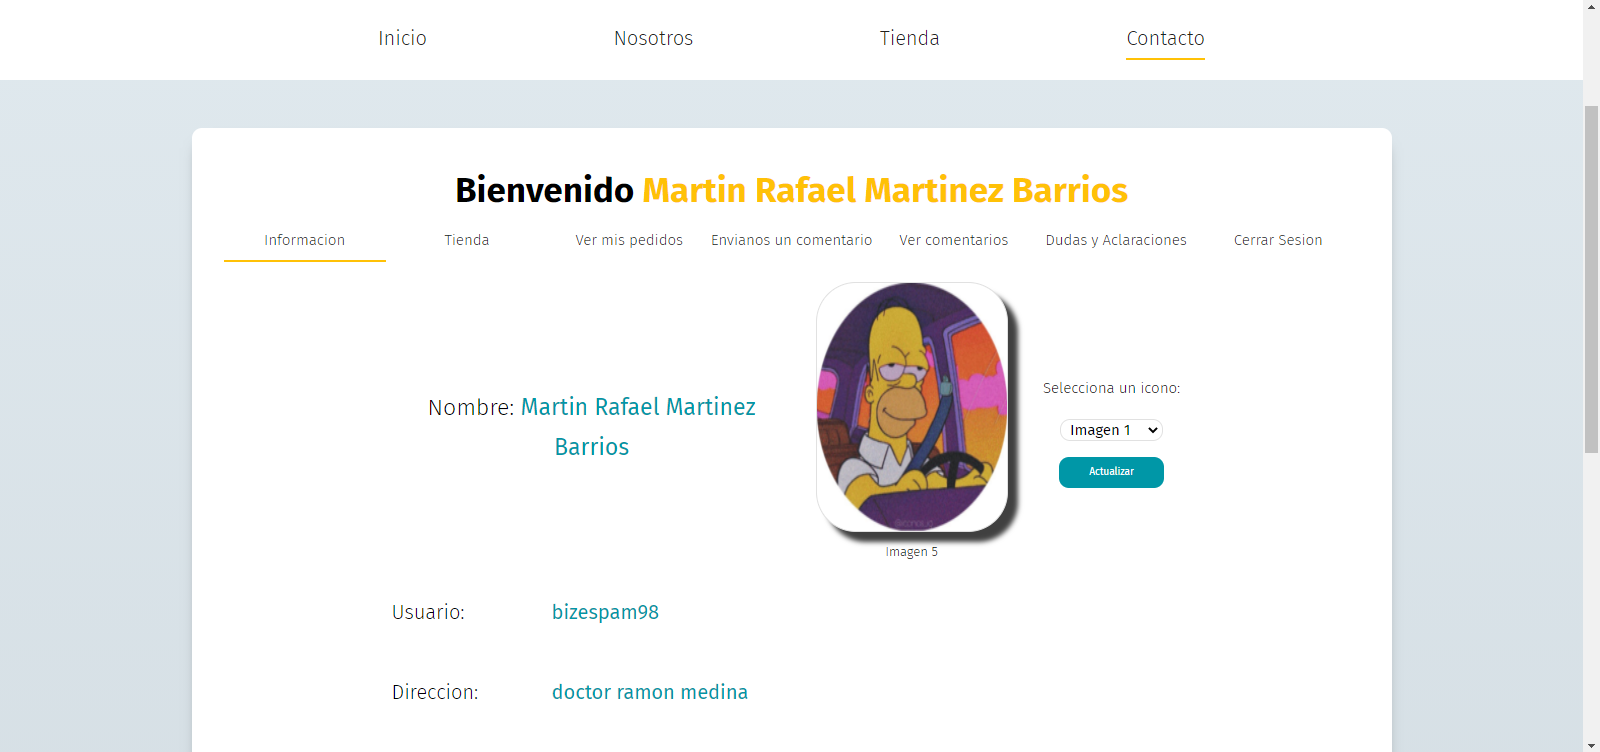 Inicio
Nosotros
Tienda
Contacto
Bienvenido Martin Rafael Martinez Barrios
Informacion
Tienda
Ver mis pedidos
Envianos un comentario
Ver comentarios
Dudas y Aclaraciones
Cerrar Sesion
Nombre: Martin Rafael Martinez
Barrios
Imagen 5
Selecciona un icono:
Imagen 1
Actualizar
Usuario:
bizespam98
Direccion:
doctor ramon medina